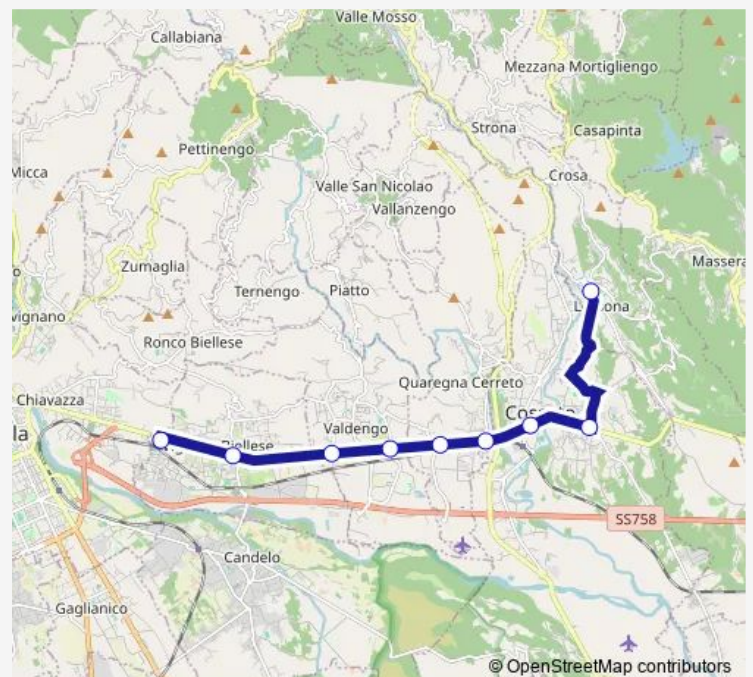 Valle Mosso
Callabiana
Mezzana Mortigliengo
Strona
Casapinta
Pettinengo
Micca
Crosa
Valle San Nicolao
Vallanzengo
Massera
Zumaglia
Ternengo
Piatto
vignano
Ronco Biellese
Quaregna Cerreto
Chiavazza
Valdengo
Biellese
la
SS758
Candelo
Gaglianico
© OpenStreetMap contributors